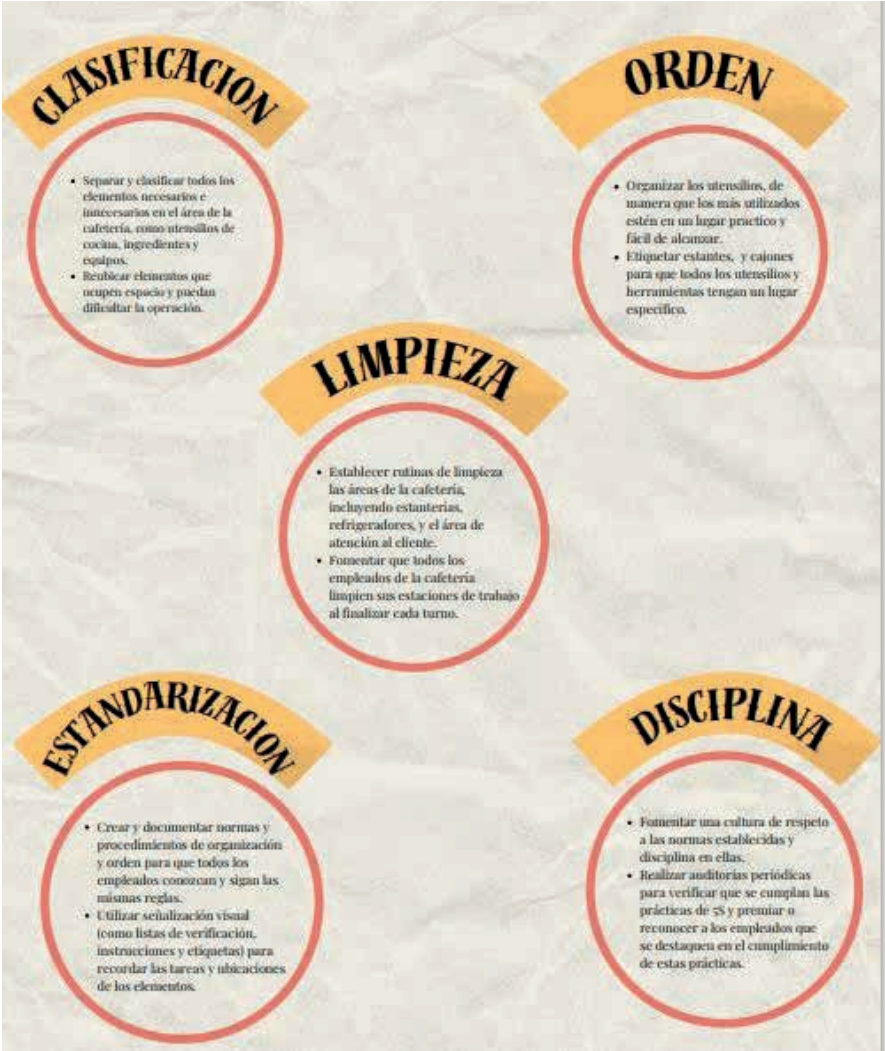 CLASIFICACION
• Separar y clasificar todos los
elementos necesarios e
innecesarios en el área de la
cafetería, como utensilios de
cocina, ingredientes y
equipos.
• Reubicar elementos que
ocupen espacio y puedan
dificultar la operación.
ORDEN
• Organizar los utensilios, de
manera que los más utilizados
estén en un lugar practico y
fácil de alcanzar.
• Etiquetar estantes, y cajones
para que todos los utensilios y
herramientas tengan un lugar
específico.
LIMPIEZA
• Establecer rutinas de limpieza
las áreas de la cafetería,
incluyendo estanterías,
refrigeradores, y el área de
atención al cliente.
• Fomentar que todos los
empleados de la cafetería
limpien sus estaciones de trabajo
al finalizar cada turno.
ESTANDARIZACION
• Crear y documentar normas y
procedimientos de organización
y orden para que todos los
empleados conozcan y sigan las
mismas reglas.
• Utilizar señalización visual
(como listas de verificación,
instrucciones y etiquetas) para
recordar las tareas y ubicaciones
de los elementos.
DISCIPLINA
• Fomentar una cultura de respeto
a las normas establecidas y
disciplina en ellas.
• Realizar auditorías periódicas
para verificar que se cumplan las
prácticas de 5S y premiar o
reconocer a los empleados que
se destaquen en el cumplimiento
de estas prácticas.